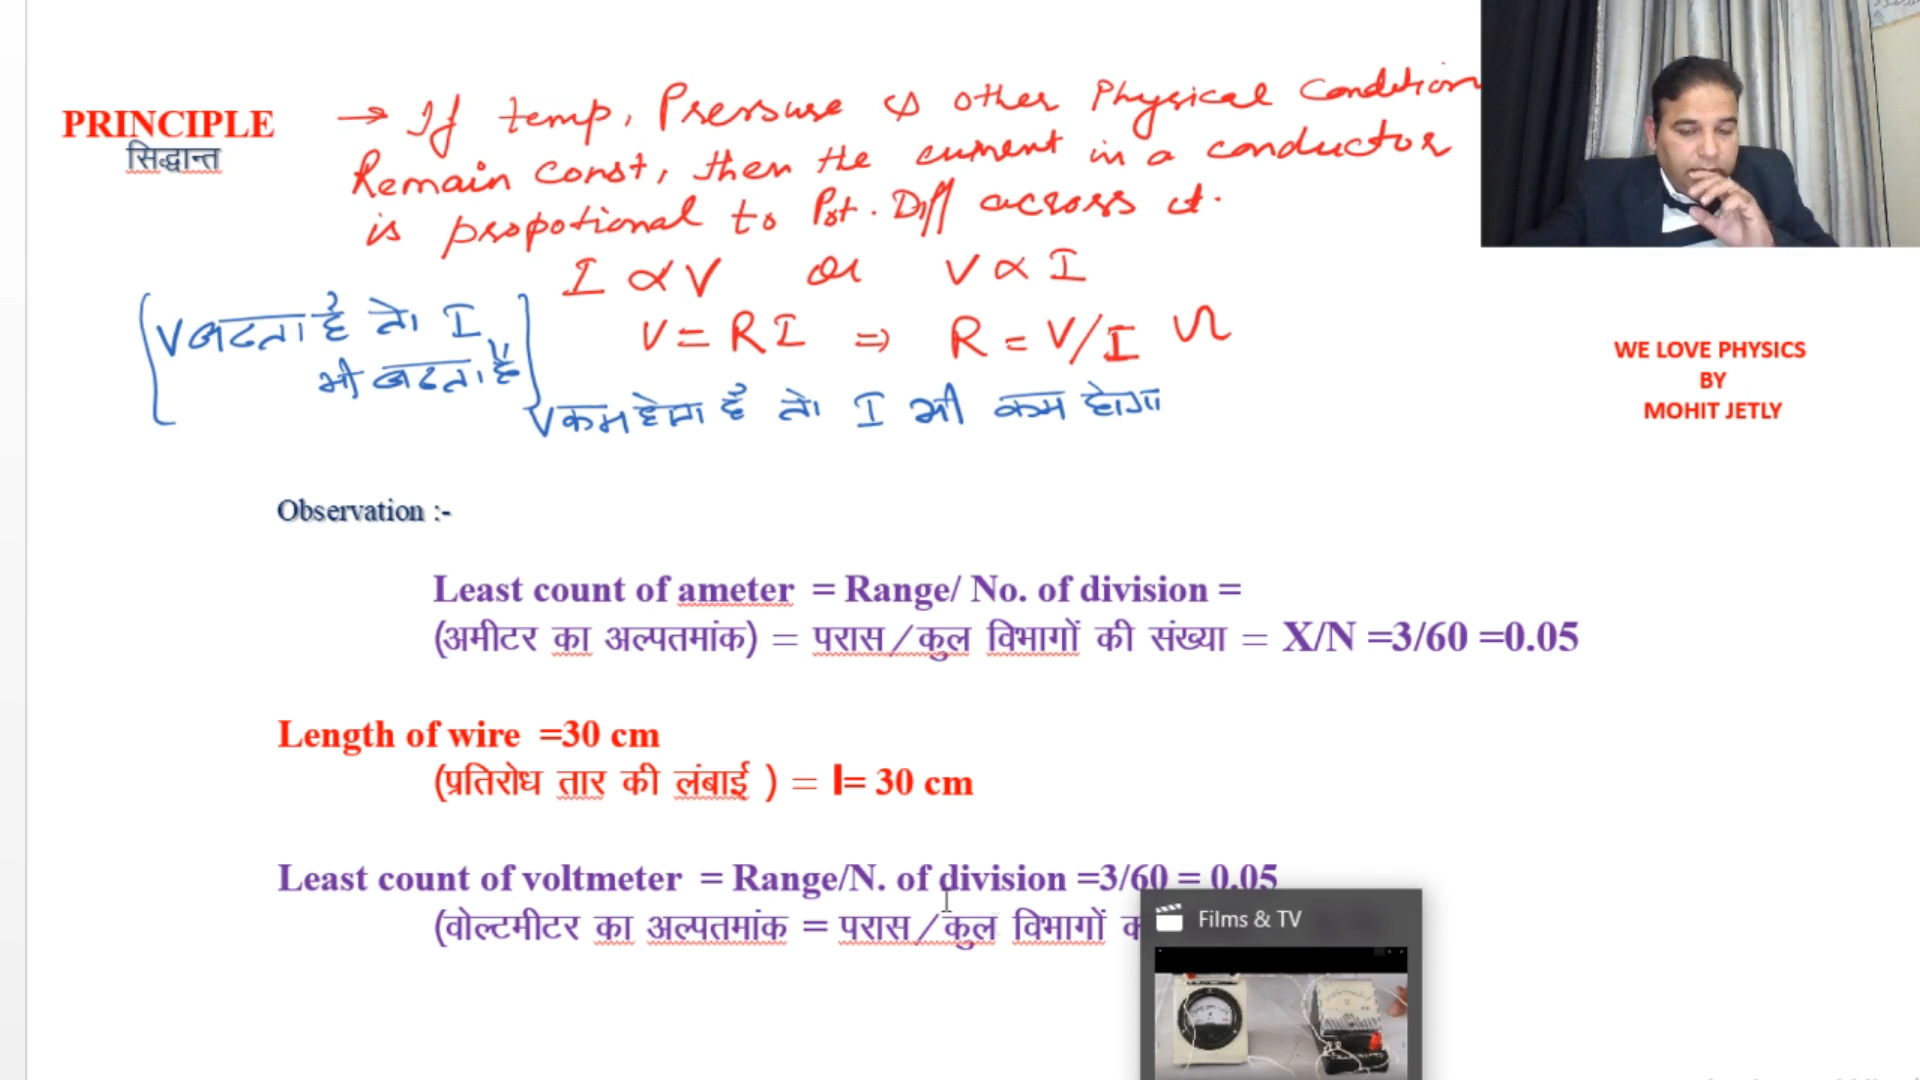 PRINCIPLE
सिद्धान्त
→ If temp, Pressure & other Physical Condition
Remain const, then the current in a conductor
is propotional to Pot. Diff across it.
I ∝ V or V ∝ I
V = RI ⇒ R = V/I Ω
V बढता है तो I
भी बढता है
V कम होता है तो I भी कम होगा
WE LOVE PHYSICS
BY
MOHIT JETLY
Observation :-
Least count of ameter = Range/ No. of division =
(अमीटर का अल्पतमांक) = परास/कुल विभागों की संख्या = X/N =3/60 =0.05
Length of wire =30 cm
(प्रतिरोध तार की लंबाई ) = l= 30 cm
Least count of voltmeter = Range/N. of division =3/60 = 0.05
(वोल्टमीटर का अल्पतमांक = परास/कुल विभागों
Films & TV